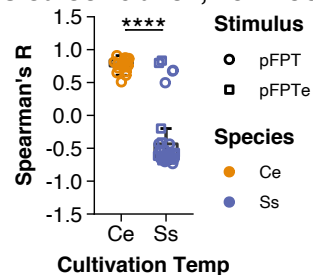 ****
1.5
1.0
0.5
0.0
-0.5
-1.0
-1.5
Spearman's R
Ce Ss
Cultivation Temp
Stimulus
pFPT
pFPTe
Species
Ce
Ss